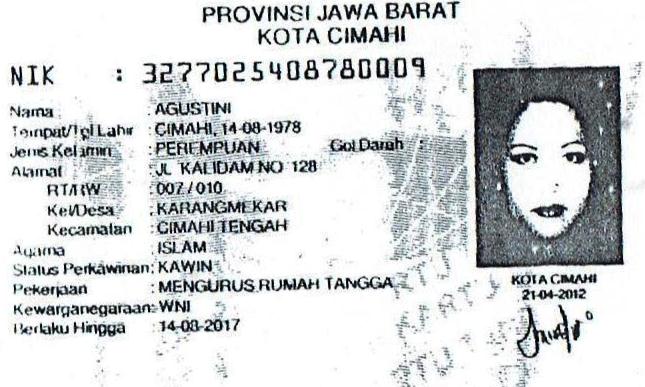 PROVINSI JAWA BARAT
KOTA CIMAHI
NIK : 3277025408780009
Nama : AGUSTINI
Tempat/Tgl Lahir : CIMAHI, 14-08-1978
Jenis Kelamin : PEREMPUAN Gol Darah :
Alamat : JL KALIDAM NO 128
RT/RW : 007 / 010
Kel/Desa : KARANGMEKAR
Kecamatan : CIMAHI TENGAH
Agama : ISLAM
Status Perkawinan: KAWIN
Pekerjaan : MENGURUS RUMAH TANGGA
Kewarganegaraan: WNI
Berlaku Hingga : 14-08-2017
KOTA CIMAHI
21-04-2012